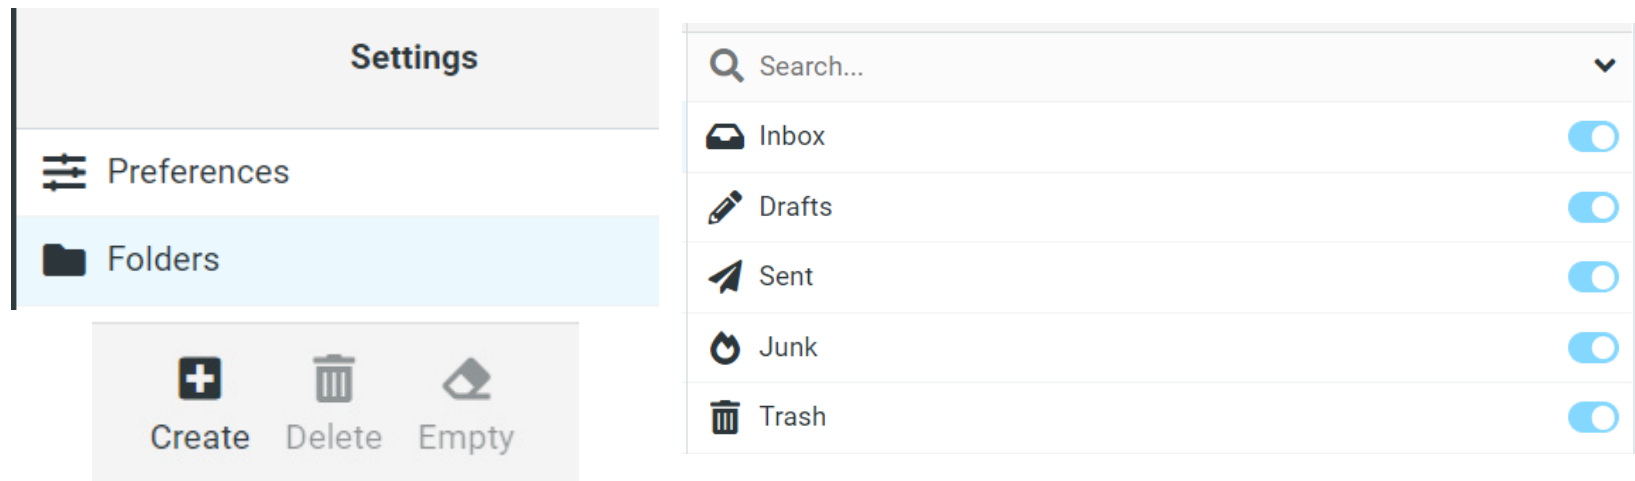 Settings
Preferences
Folders
Create Delete Empty
Search...
Inbox
Drafts
Sent
Junk
Trash